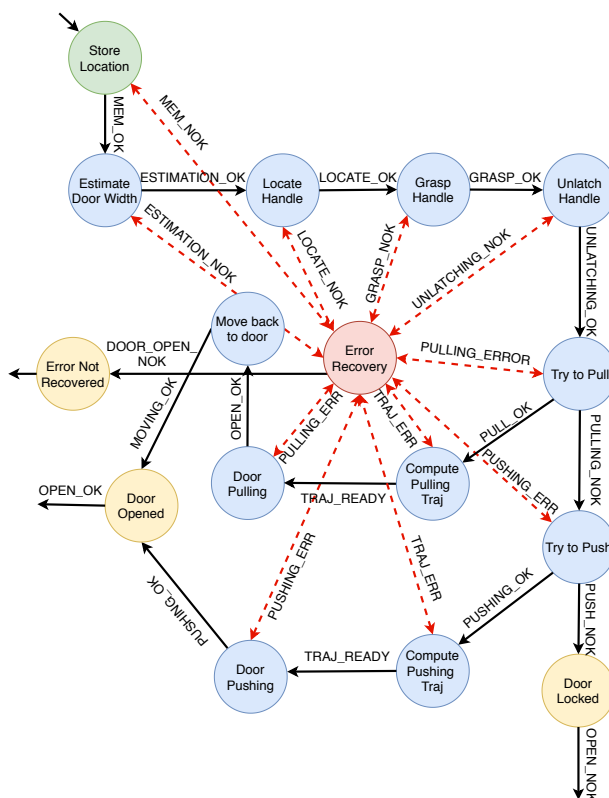 Store
Location
MEM_OK
MEM_NOK
Estimate
Door Width
ESTIMATION_OK
Locate
Handle
LOCATE_OK
Grasp
Handle
GRASP_OK
Unlatch
Handle
ESTIMATION_NOK
LOCATE_NOK
GRASP_NOK
UNLATCHING_NOK
UNLATCHING_OK
Move back
to door
Error
Recovery
DOOR_OPEN_
NOK
Error Not
Recovered
PULLING_ERROR
Try to Pull
MOVING_OK
OPEN_OK
PULLING_ERR
TRAJ_ERR
PULL_OK
PULLING_NOK
Door
Pulling
TRAJ_READY
Compute
Pulling
Traj
PUSHING_ERR
OPEN_OK
Door
Opened
Try to Push
PUSHING_ERR
TRAJ_ERR
PUSHING_OK
PUSHING_OK
PUSH_NOK
Door
Pushing
TRAJ_READY
Compute
Pushing
Traj
Door
Locked
OPEN_NOK